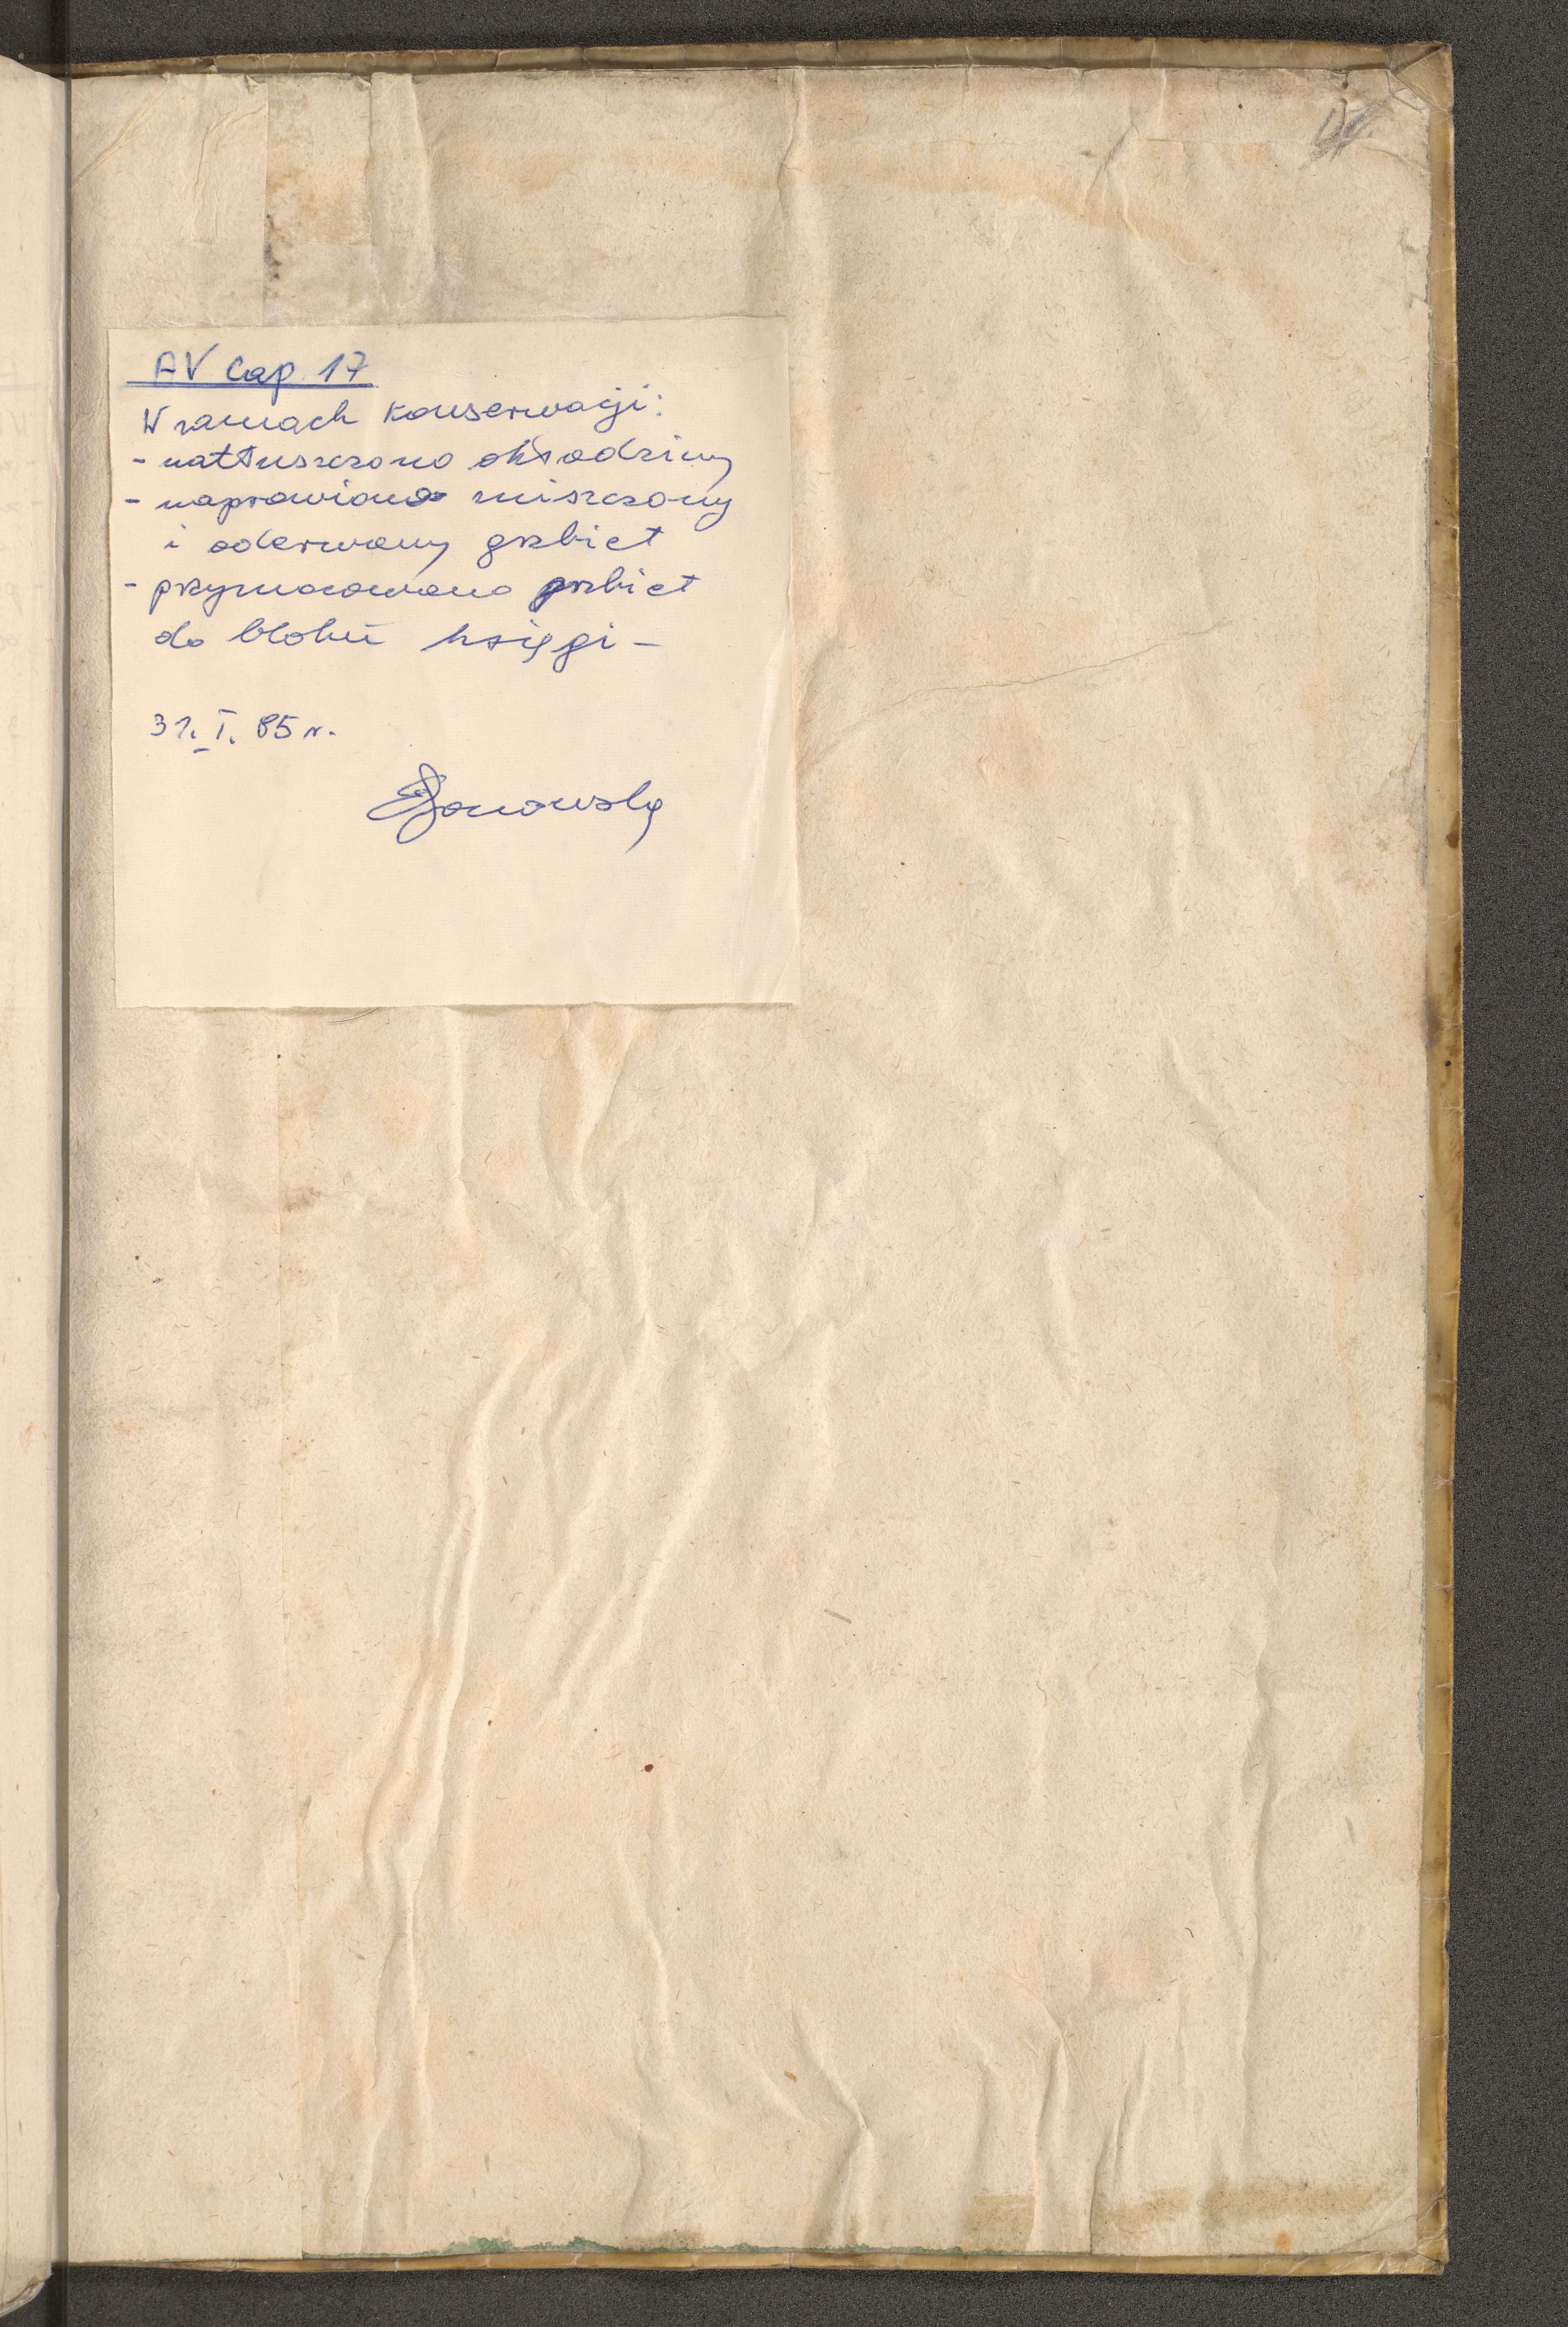 AV Cap 17
W ramach konserwacji:
- natłuszczono okładziny
- naprawiono zniszczony
i oderwany grzbiet
- przymocowano grzbiet
do bloku księgi -
31. I. 85 r.